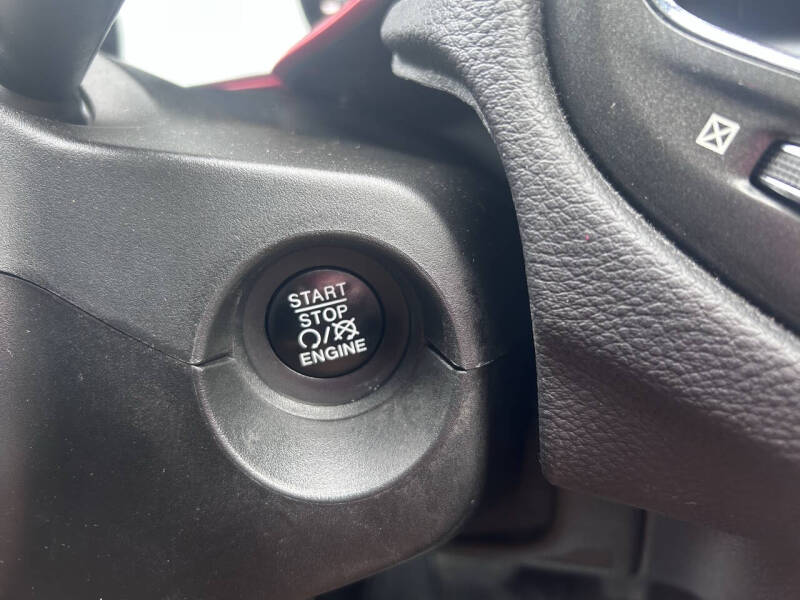 START
STOP
/
ENGINE